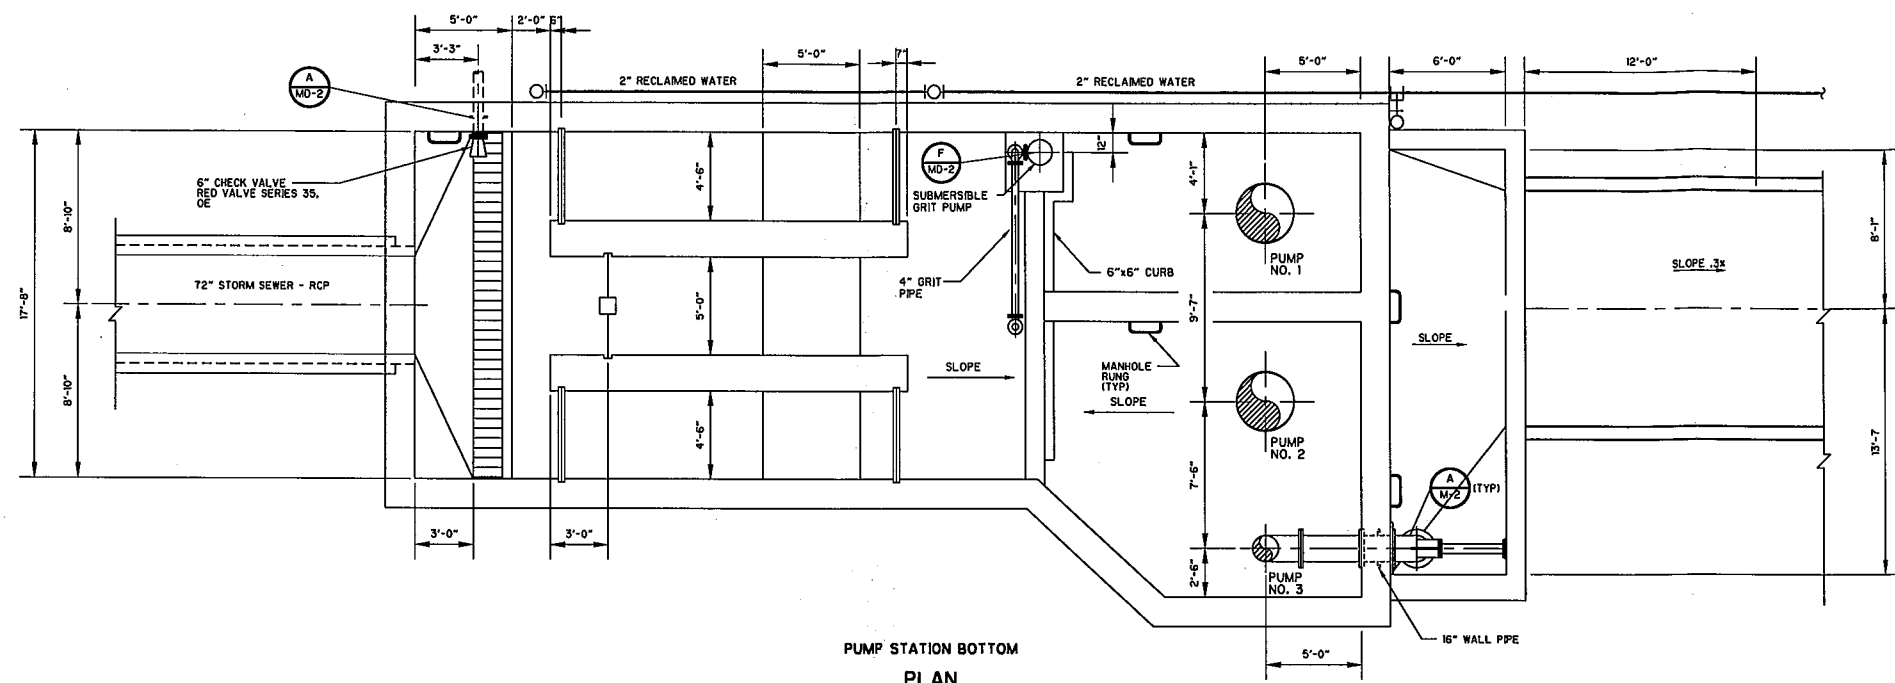 5'-0"
2'-0"
6"
3'-3"
5'-0"
7"
5'-0"
6'-0"
12'-0"
A
MD-2
2" RECLAIMED WATER
2" RECLAIMED WATER
6" CHECK VALVE
RED VALVE SERIES 35,
OE
4'-6"
F
MD-2
SUBMERSIBLE
GRIT PUMP
12"
4'-1"
8'-10"
17'-8"
72" STORM SEWER - RCP
5'-0"
4" GRIT
PIPE
6"x6" CURB
PUMP
NO. 1
9'-7"
SLOPE .3%
8'-1"
SLOPE
SLOPE
MANHOLE
RUNG
(TYP)
SLOPE
8'-10"
4'-6"
PUMP
NO. 2
7'-6"
A
M-2
(TYP)
13'-7
3'-0"
3'-0"
2'-6"
PUMP
NO. 3
16" WALL PIPE
5'-0"
PUMP STATION BOTTOM
PLAN